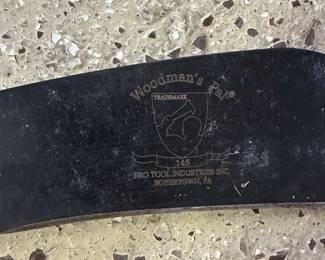 Woodman's Pal®
TRADEMARK
145
PRO TOOL INDUSTRIES INC.
BOYERTOWN, PA